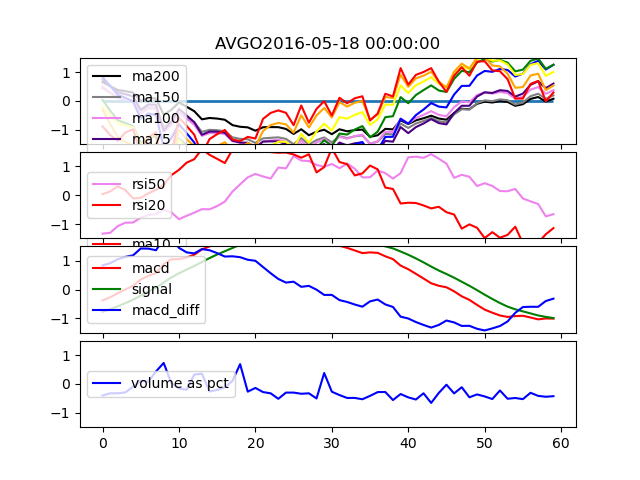 AVGO2016-05-18 00:00:00
1
0
−1
ma200
ma150
ma100
ma75
1
0
−1
rsi50
rsi20
ma10
1
0
−1
macd
signal
macd_diff
1
0
−1
volume as pct
0 10 20 30 40 50 60